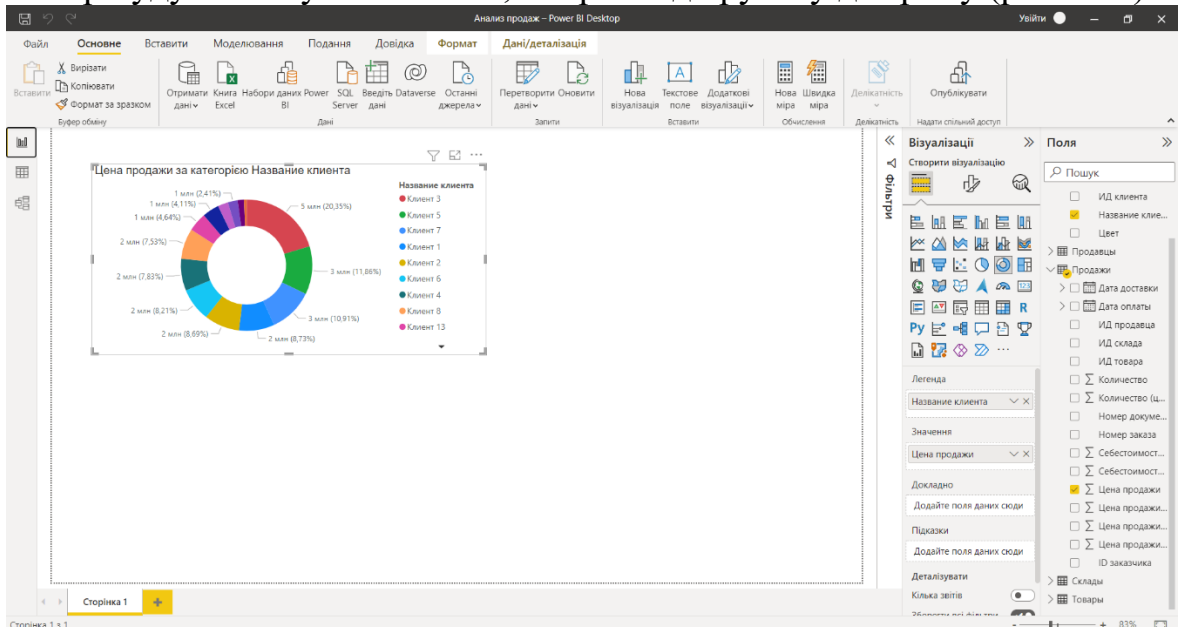 Анализ продаж – Power BI Desktop
Увійти
Файл Основне Вставити Моделювання Подання Довідка Формат Дані/деталізація
Вставити
Вирізати
Копіювати
Формат за зразком
Буфер обміну
Отримати дані
Книга Excel
Набори даних Power BI
SQL Server
Введіть дані
Dataverse
Останні джерела
Дані
Перетворити дані
Оновити
Запити
Нова візуалізація
Текстове поле
Додаткові візуалізації
Вставити
Нова міра
Швидка міра
Обчислення
Делікатність
Делікатність
Опублікувати
Надати спільний доступ
Цена продажи за категорією Название клиента
1 млн (2,41%)
1 млн (4,11%)
1 млн (4,64%)
2 млн (7,53%)
2 млн (7,83%)
2 млн (8,21%)
2 млн (8,69%)
2 млн (8,73%)
3 млн (10,91%)
3 млн (11,86%)
5 млн (20,35%)
Название клиента
Клиент 3
Клиент 5
Клиент 7
Клиент 1
Клиент 2
Клиент 6
Клиент 4
Клиент 8
Клиент 13
Фільтри
Візуалізації
Створити візуалізацію
123
R
Py
Легенда
Название клиента
Значення
Цена продажи
Докладно
Додайте поля даних сюди
Підказки
Додайте поля даних сюди
Деталізувати
Кілька звітів
Поля
Пошук
ИД клиента
Название клие...
Цвет
Продавцы
Продажи
Дата доставки
Дата оплаты
ИД продавца
ИД склада
ИД товара
Количество
Количество (ц...
Номер докуме...
Номер заказа
Себестоимост...
Себестоимост...
Цена продажи
Цена продажи...
Цена продажи...
Цена продажи...
ID заказчика
Склады
Товары
Сторінка 1
Сторінка 1 з 1
83%